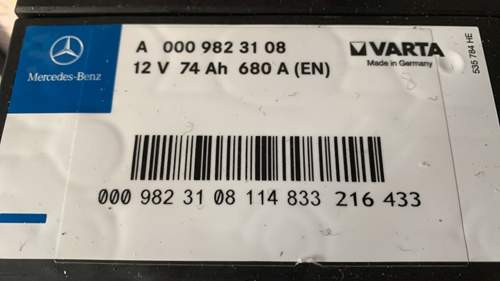 Mercedes-Benz
A 000 982 31 08
12 V 74 Ah 680 A (EN)
VARTA
Made in Germany
535 784 HE
000 982 31 08 114 833 216 433